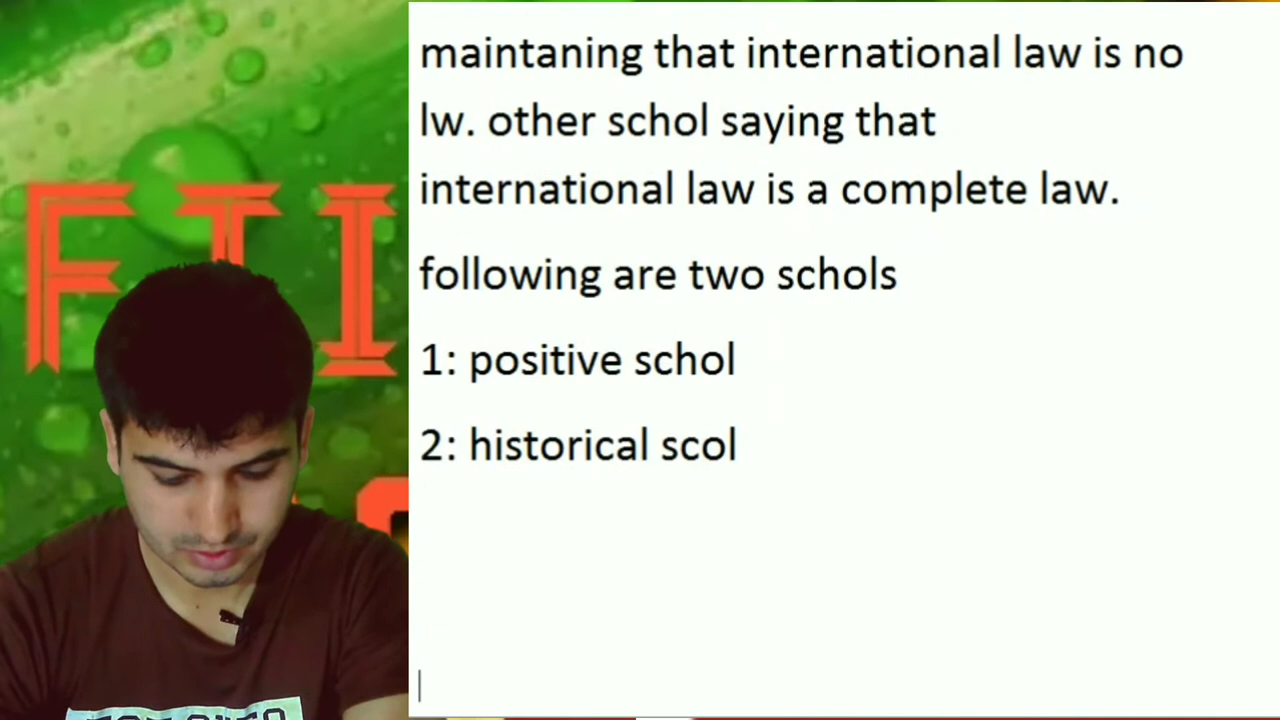 maintaning that international law is no
lw. other schol saying that
international law is a complete law.
following are two schols
1: positive schol
2: historical scol